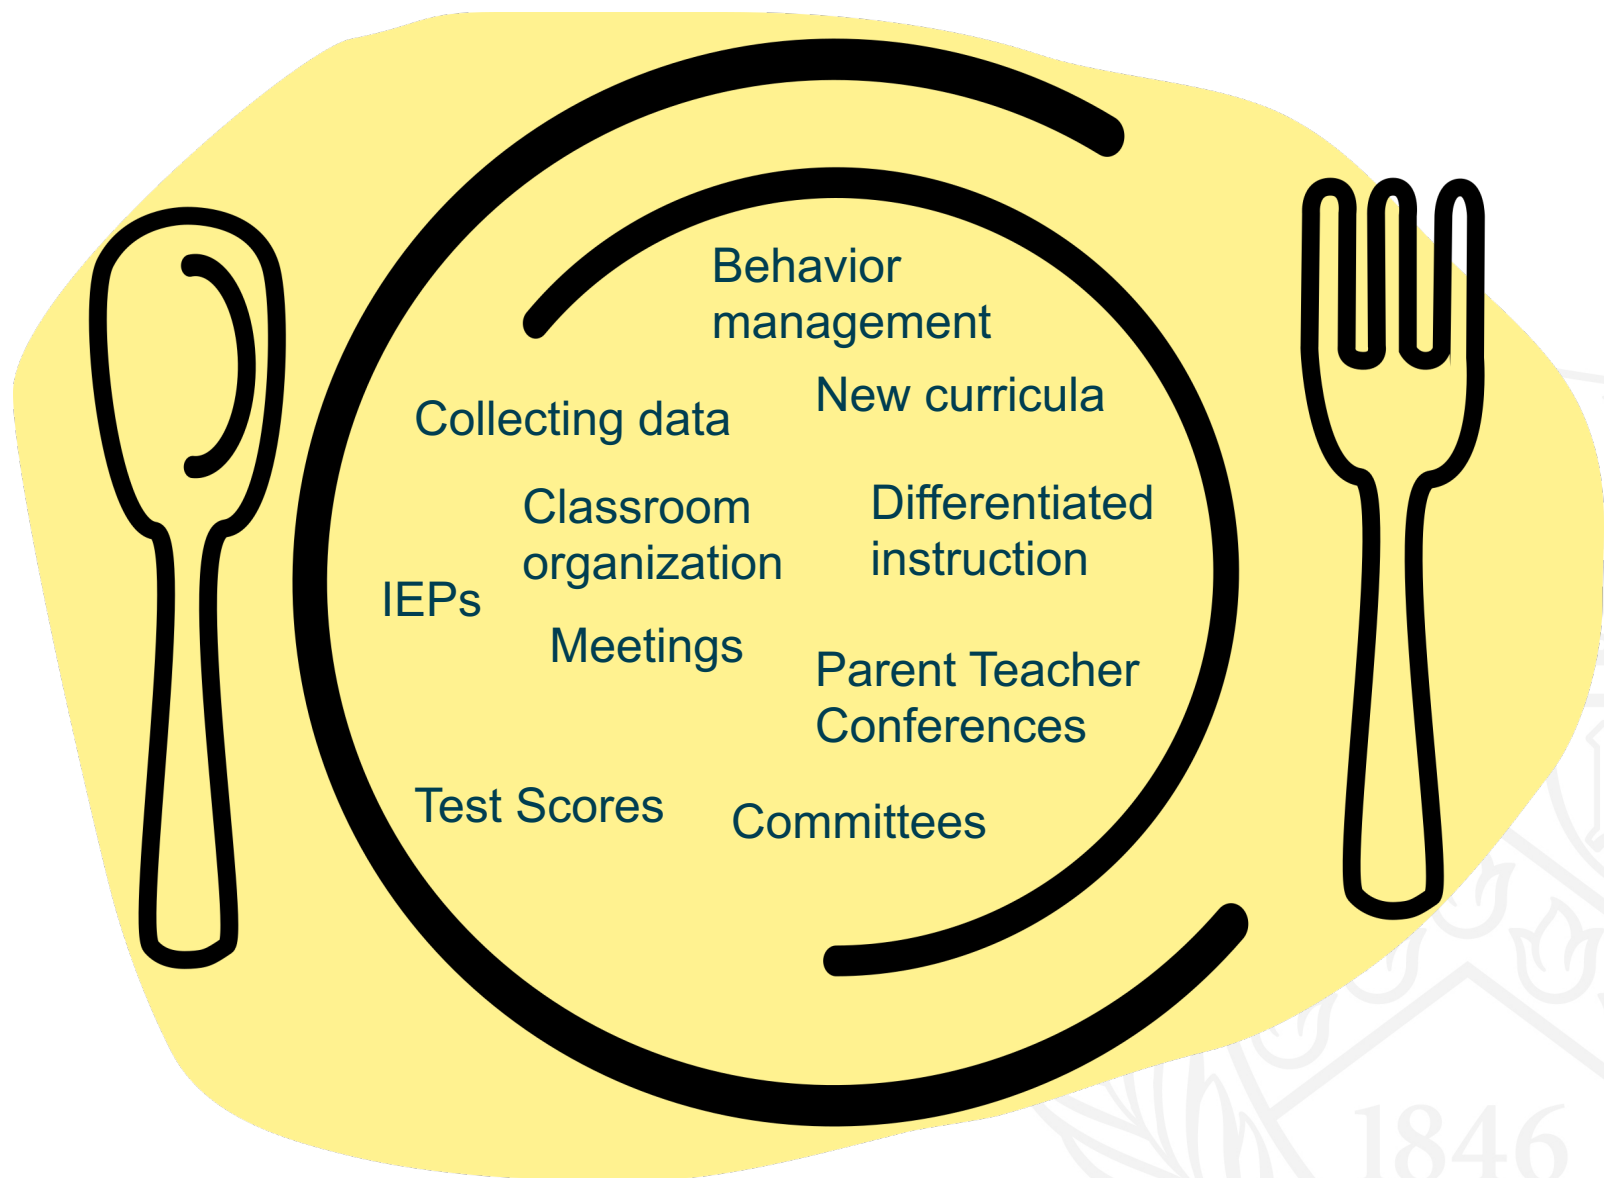 Behavior
management
New curricula
Collecting data
Classroom
organization
Differentiated
instruction
IEPs
Meetings
Parent Teacher
Conferences
Test Scores
Committees
1846